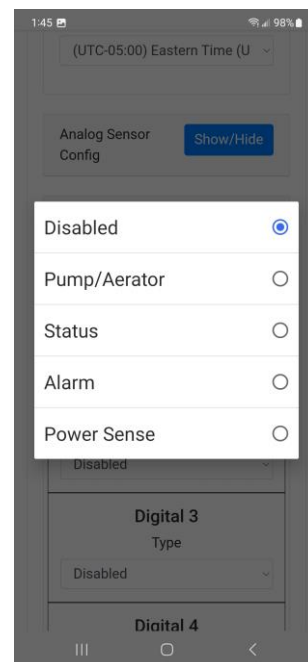 1:45 98%
(UTC-05:00) Eastern Time (U
Analog Sensor
Config
Show/Hide
Disabled
Pump/Aerator
Status
Alarm
Power Sense
Disabled
Digital 3
Type
Disabled
Digital 4